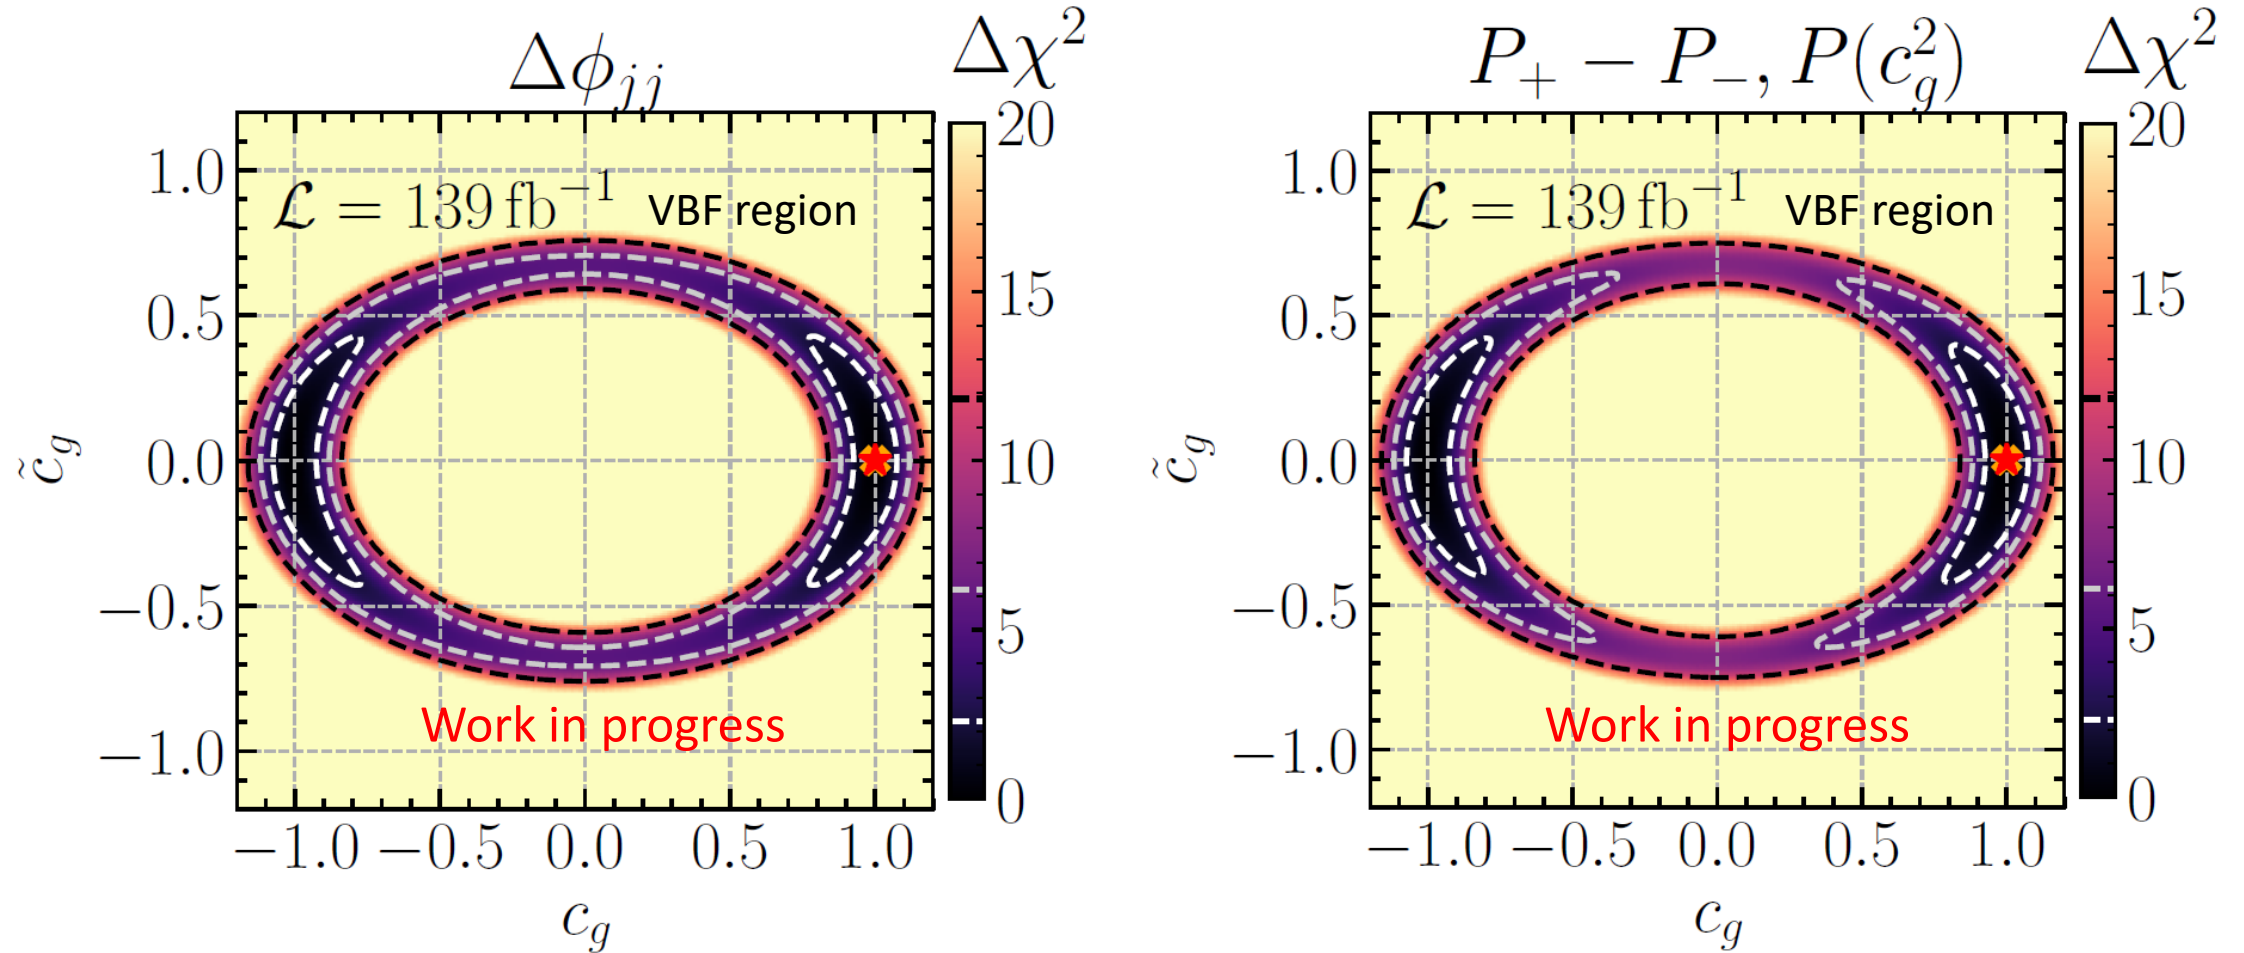 Δϕ_jj
Δχ²
ℒ = 139 fb⁻¹
VBF region
Work in progress
1.0
0.5
0.0
−0.5
−1.0
c̃_g
−1.0 −0.5 0.0 0.5 1.0
c_g
20
15
10
5
0
P₊ − P₋, P(c_g²)
Δχ²
ℒ = 139 fb⁻¹
VBF region
Work in progress
1.0
0.5
0.0
−0.5
−1.0
c̃_g
−1.0 −0.5 0.0 0.5 1.0
c_g
20
15
10
5
0